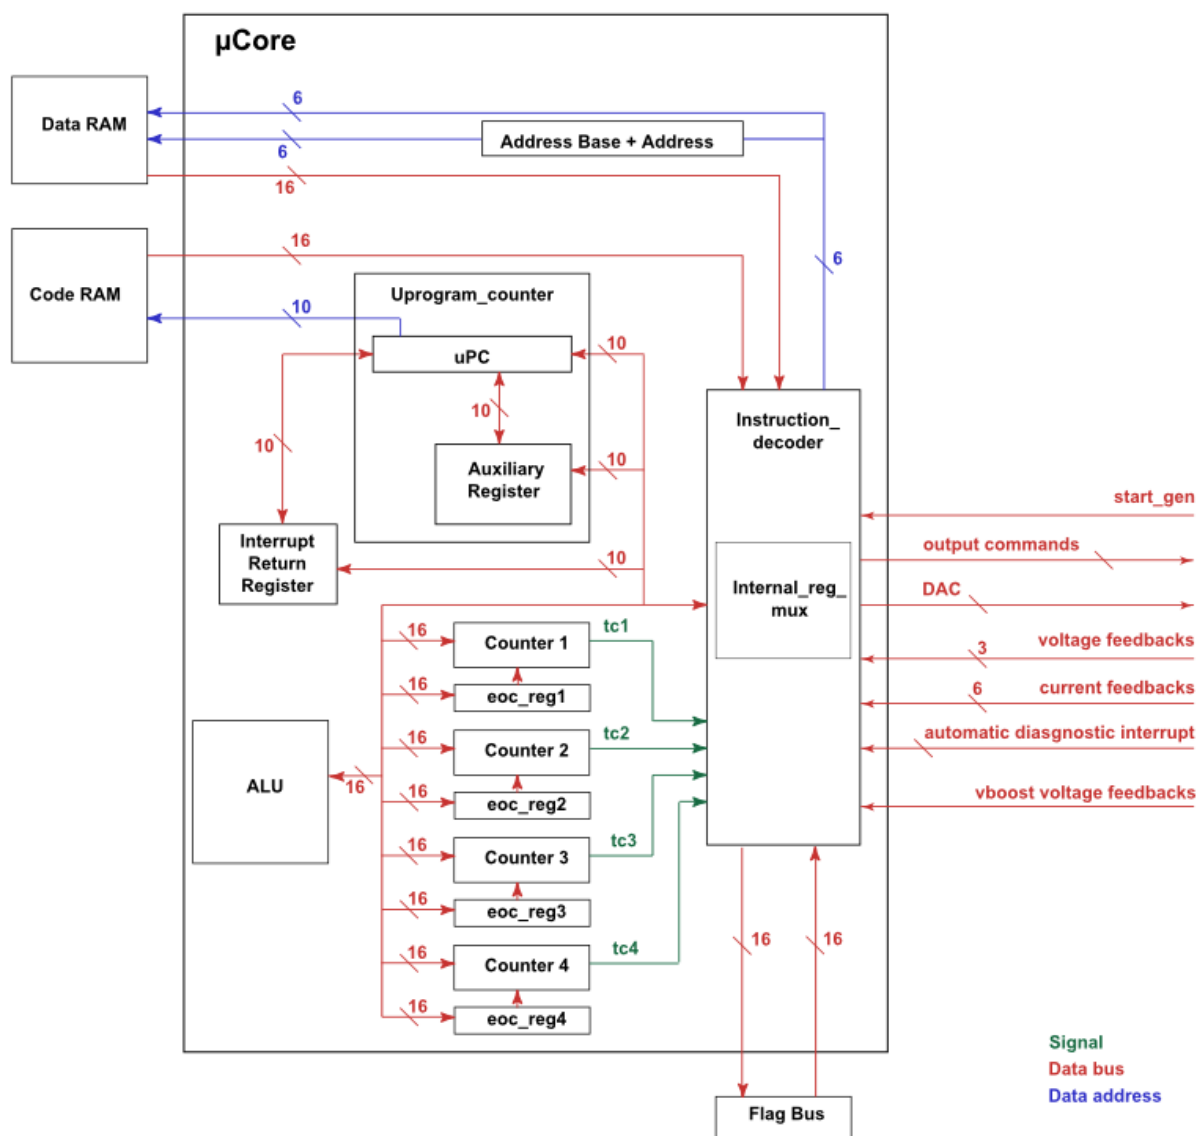 µCore
Data RAM
6
6
Address Base + Address
16
Code RAM
16
6
10
Uprogram_counter
uPC
10
10
10
Auxiliary
Register
10
Interrupt
Return
Register
10
Instruction_
decoder
Internal_reg_
mux
start_gen
output commands
DAC
voltage feedbacks
3
current feedbacks
6
automatic diasgnostic interrupt
vboost voltage feedbacks
16
Counter 1
tc1
16
eoc_reg1
16
Counter 2
tc2
16
eoc_reg2
ALU
16
16
Counter 3
tc3
16
eoc_reg3
16
Counter 4
tc4
16
eoc_reg4
16
16
Flag Bus
Signal
Data bus
Data address